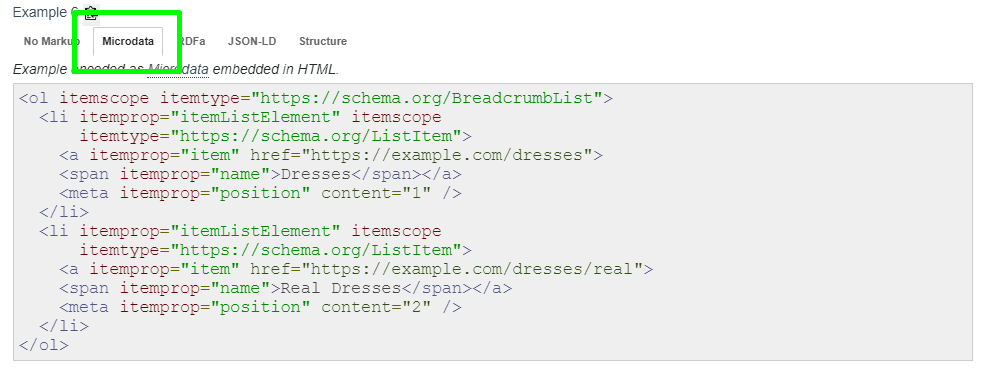 Example 6
No Markup Microdata RDFa JSON-LD Structure
Example encoded as Microdata embedded in HTML.
<ol itemscope itemtype="https://schema.org/BreadcrumbList">
  <li itemprop="itemListElement" itemscope
      itemtype="https://schema.org/ListItem">
    <a itemprop="item" href="https://example.com/dresses">
    <span itemprop="name">Dresses</span></a>
    <meta itemprop="position" content="1" />
  </li>
  <li itemprop="itemListElement" itemscope
      itemtype="https://schema.org/ListItem">
    <a itemprop="item" href="https://example.com/dresses/real">
    <span itemprop="name">Real Dresses</span></a>
    <meta itemprop="position" content="2" />
  </li>
</ol>